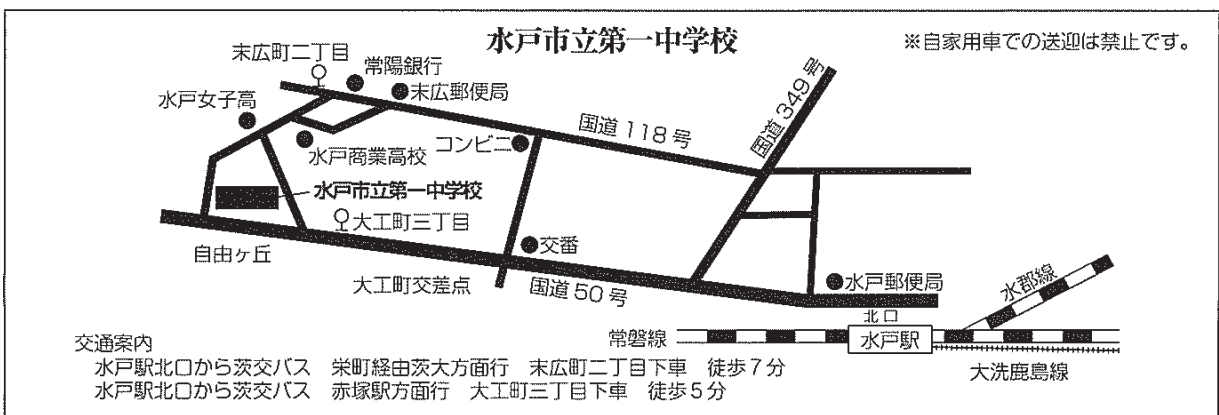 水戸市立第一中学校
※自家用車での送迎は禁止です。
末広町二丁目
常陽銀行
末広郵便局
水戸女子高
国道349号
国道118号
コンビニ
水戸商業高校
水戸市立第一中学校
大工町三丁目
自由ヶ丘
交番
大工町交差点
国道50号
水戸郵便局
水郡線
北口
常磐線
水戸駅
大洗鹿島線
交通案内
水戸駅北口から茨交バス　栄町経由茨大方面行　末広町二丁目下車　徒歩7分
水戸駅北口から茨交バス　赤塚駅方面行　大工町三丁目下車　徒歩5分